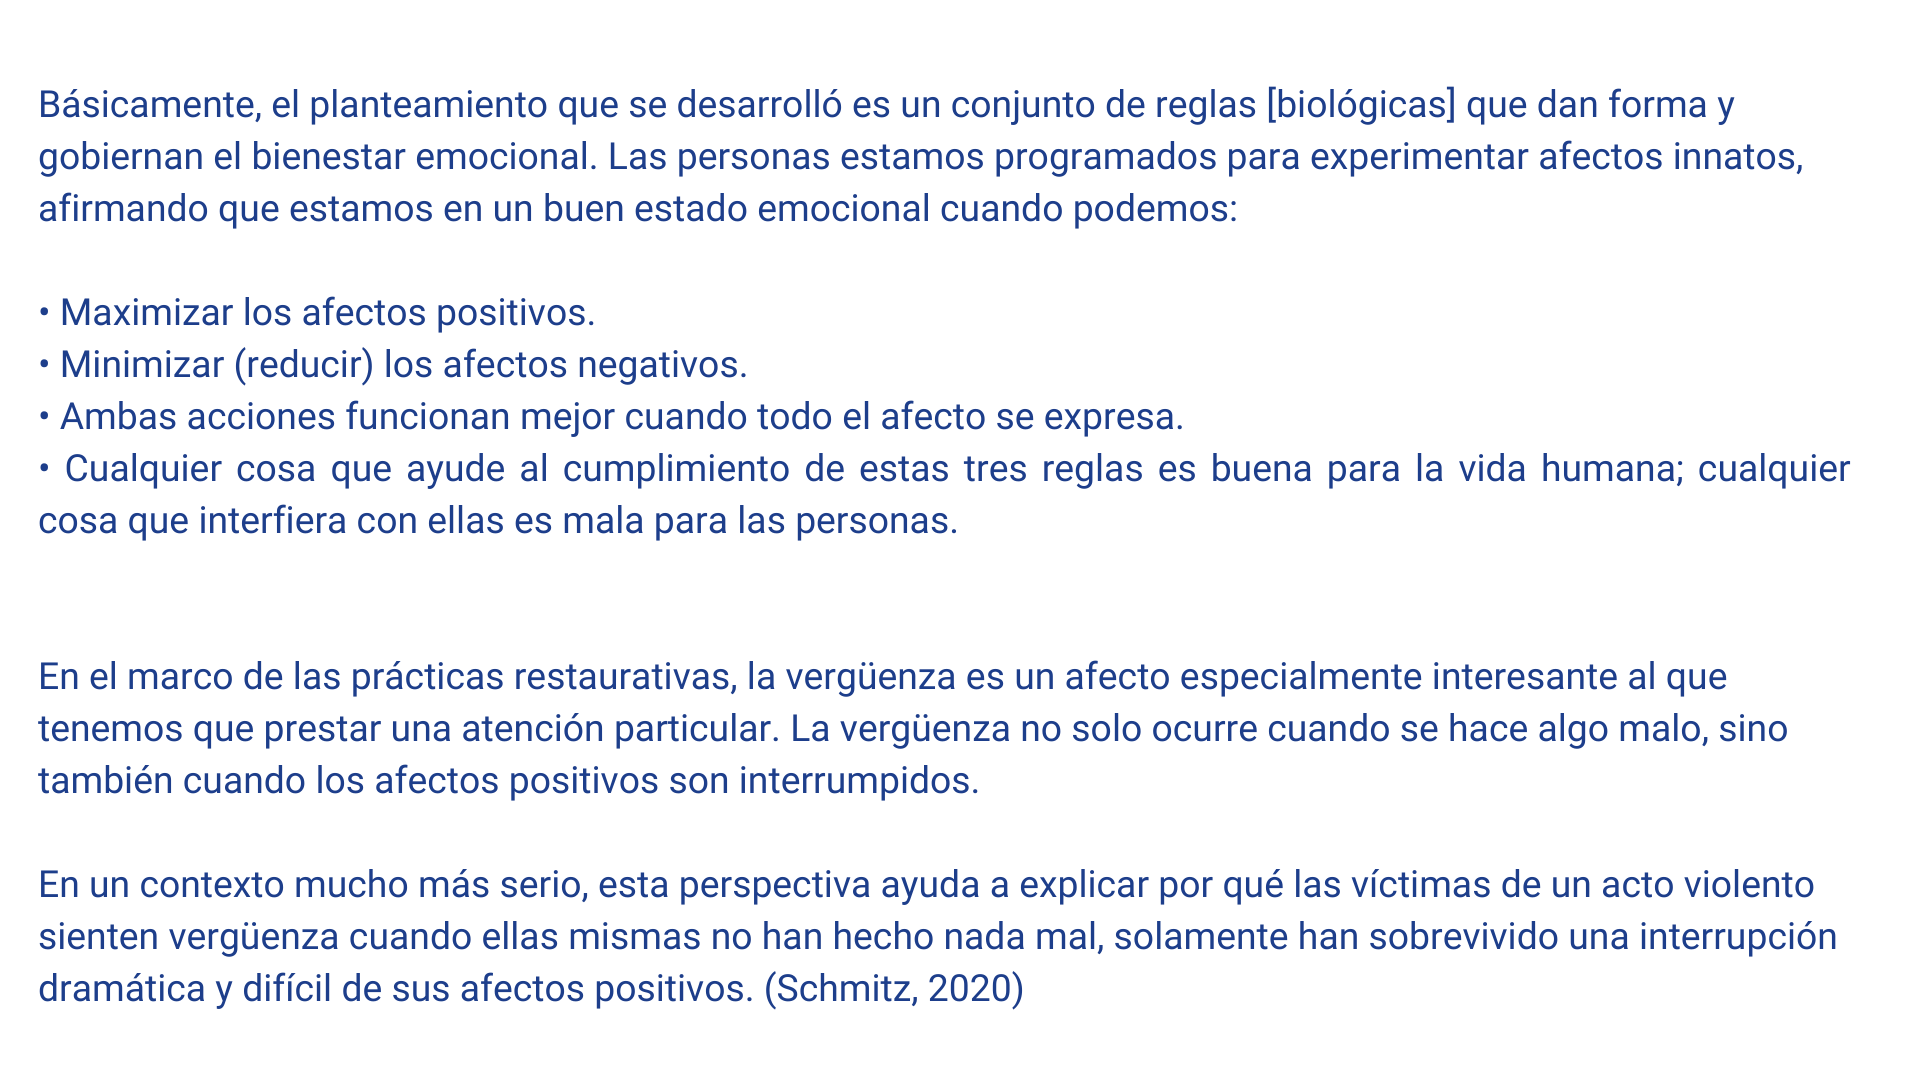 Básicamente, el planteamiento que se desarrolló es un conjunto de reglas [biológicas] que dan forma y
gobiernan el bienestar emocional. Las personas estamos programados para experimentar afectos innatos,
afirmando que estamos en un buen estado emocional cuando podemos:
• Maximizar los afectos positivos.
• Minimizar (reducir) los afectos negativos.
• Ambas acciones funcionan mejor cuando todo el afecto se expresa.
• Cualquier cosa que ayude al cumplimiento de estas tres reglas es buena para la vida humana; cualquier
cosa que interfiera con ellas es mala para las personas.
En el marco de las prácticas restaurativas, la vergüenza es un afecto especialmente interesante al que
tenemos que prestar una atención particular. La vergüenza no solo ocurre cuando se hace algo malo, sino
también cuando los afectos positivos son interrumpidos.
En un contexto mucho más serio, esta perspectiva ayuda a explicar por qué las víctimas de un acto violento
sienten vergüenza cuando ellas mismas no han hecho nada mal, solamente han sobrevivido una interrupción
dramática y difícil de sus afectos positivos. (Schmitz, 2020)